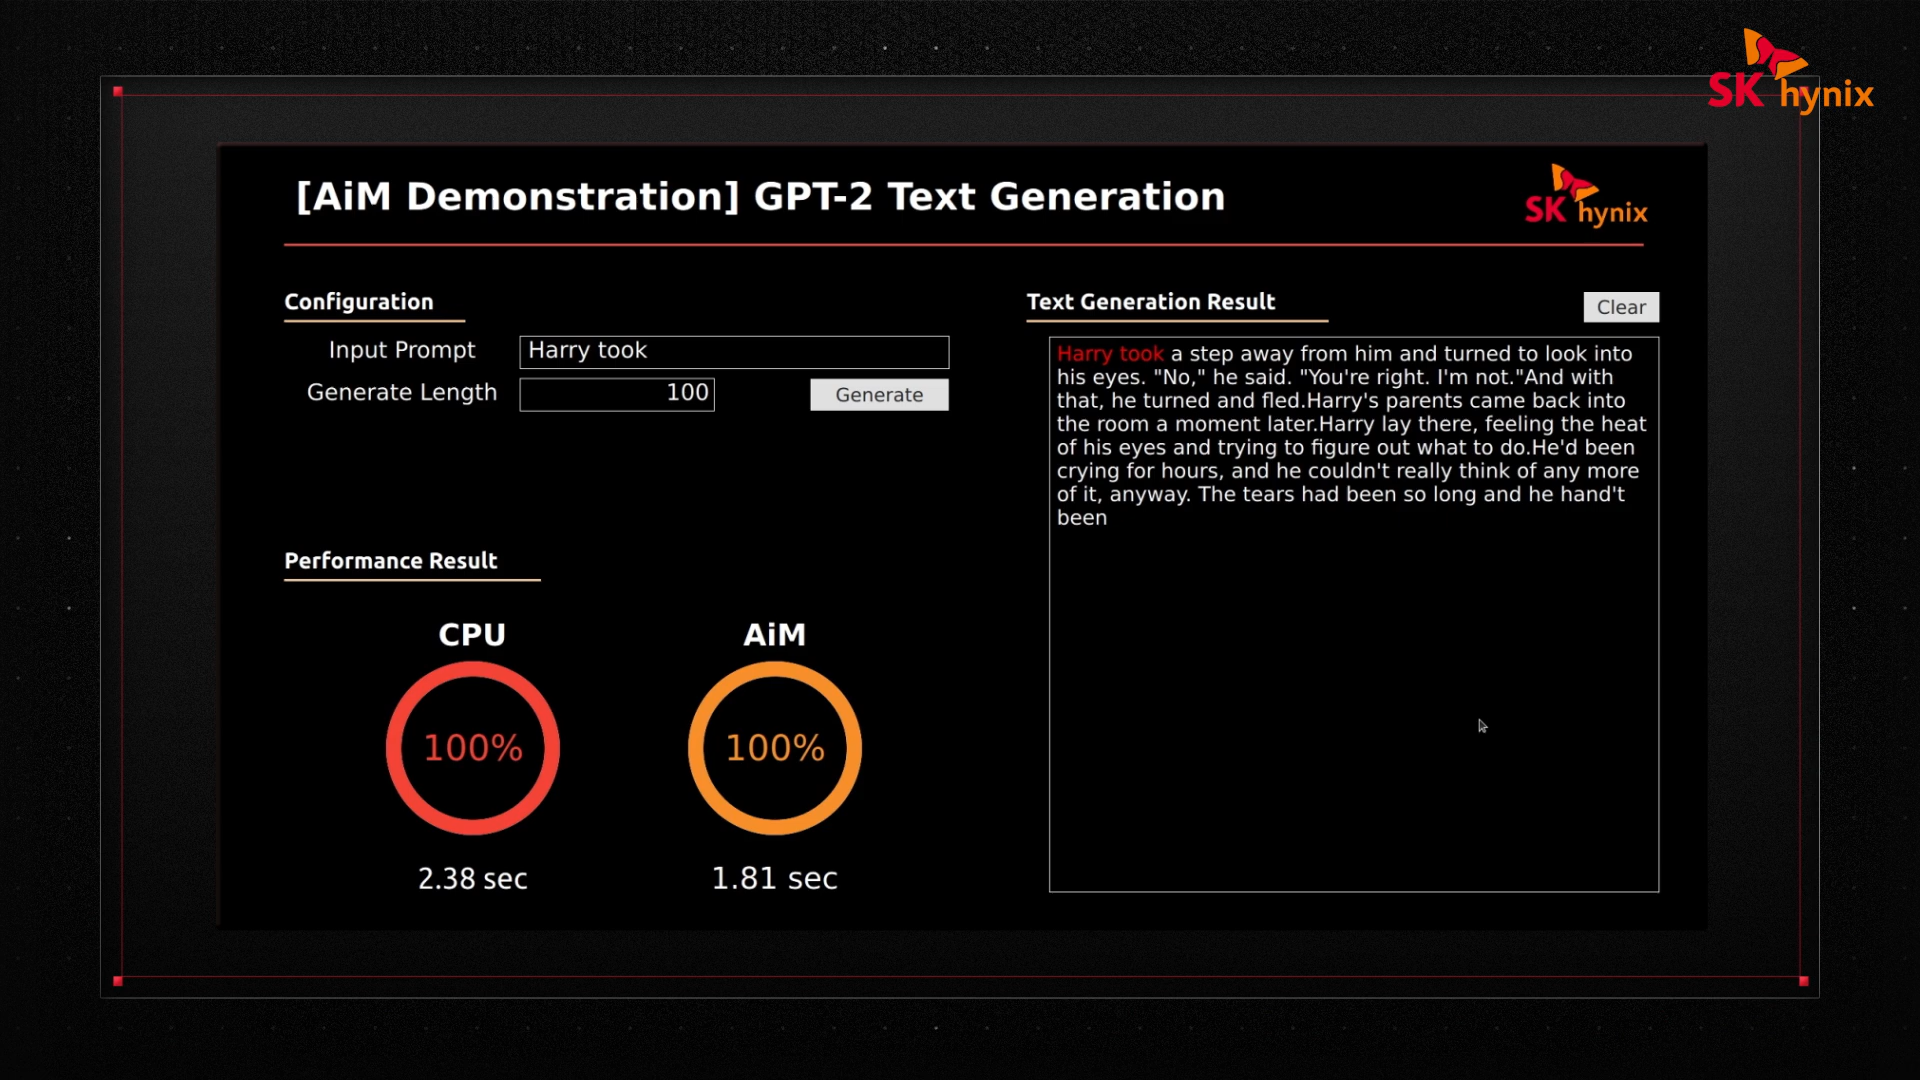 SK hynix
[AiM Demonstration] GPT-2 Text Generation
SK hynix
Configuration
Input Prompt
Harry took
Generate Length
100
Generate
Performance Result
CPU
AiM
100%
100%
2.38 sec
1.81 sec
Text Generation Result
Clear
Harry took a step away from him and turned to look into
his eyes. "No," he said. "You're right. I'm not."And with
that, he turned and fled.Harry's parents came back into
the room a moment later.Harry lay there, feeling the heat
of his eyes and trying to figure out what to do.He'd been
crying for hours, and he couldn't really think of any more
of it, anyway. The tears had been so long and he hand't
been